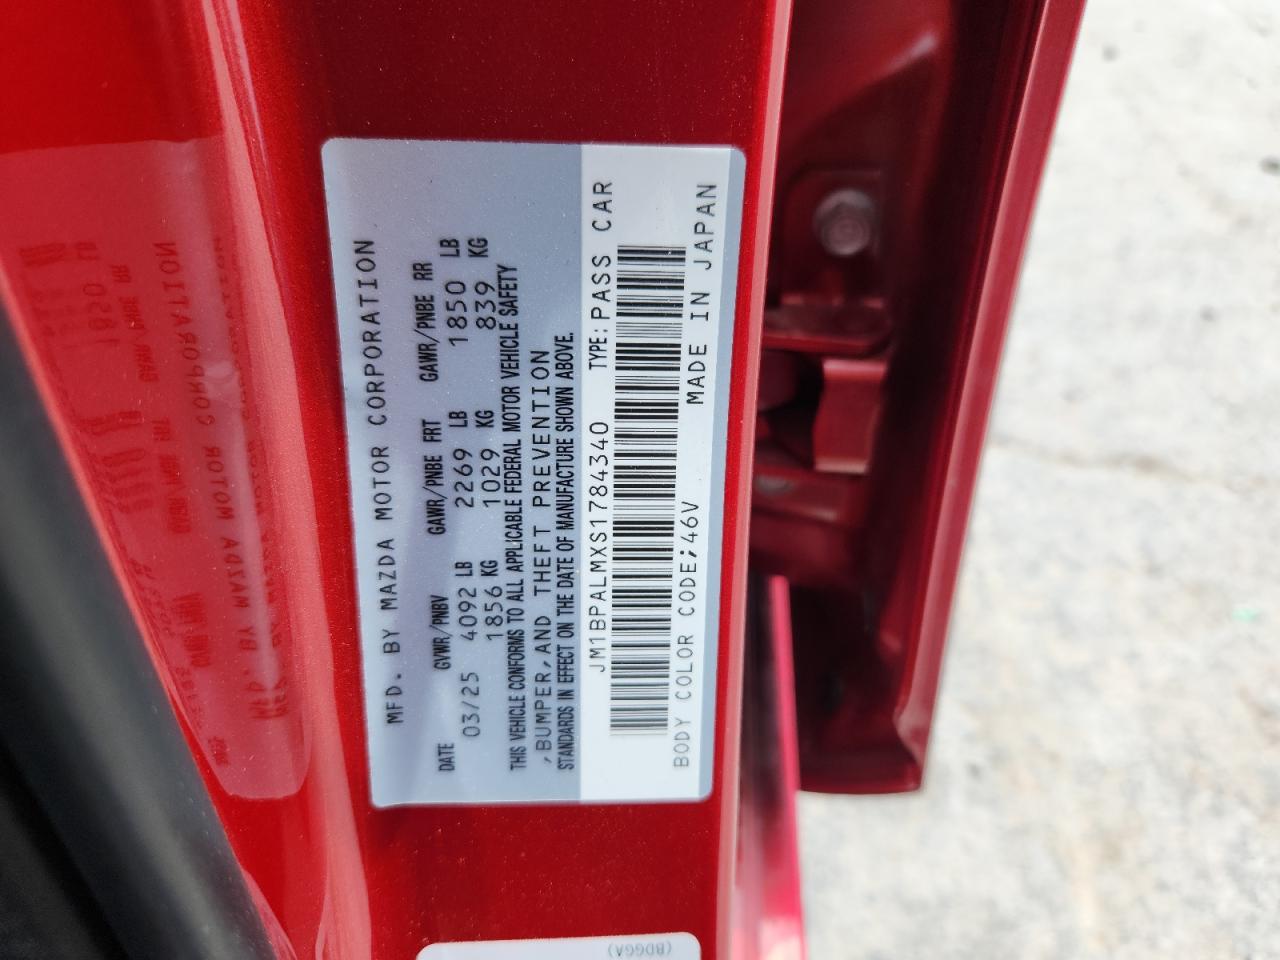 MFD. BY MAZDA MOTOR CORPORATION
DATE GVWR/PNBV GAWR/PNBE FRT GAWR/PNBE RR
03/25 4092 LB 2269 LB 1850 LB
1856 KG 1029 KG 839 KG
THIS VEHICLE CONFORMS TO ALL APPLICABLE FEDERAL MOTOR VEHICLE SAFETY
,BUMPER,AND THEFT PREVENTION
STANDARDS IN EFFECT ON THE DATE OF MANUFACTURE SHOWN ABOVE.
JM1BPALMXS1784340 TYPE:PASS CAR
BODY COLOR CODE;46V MADE IN JAPAN
(BDGGA)